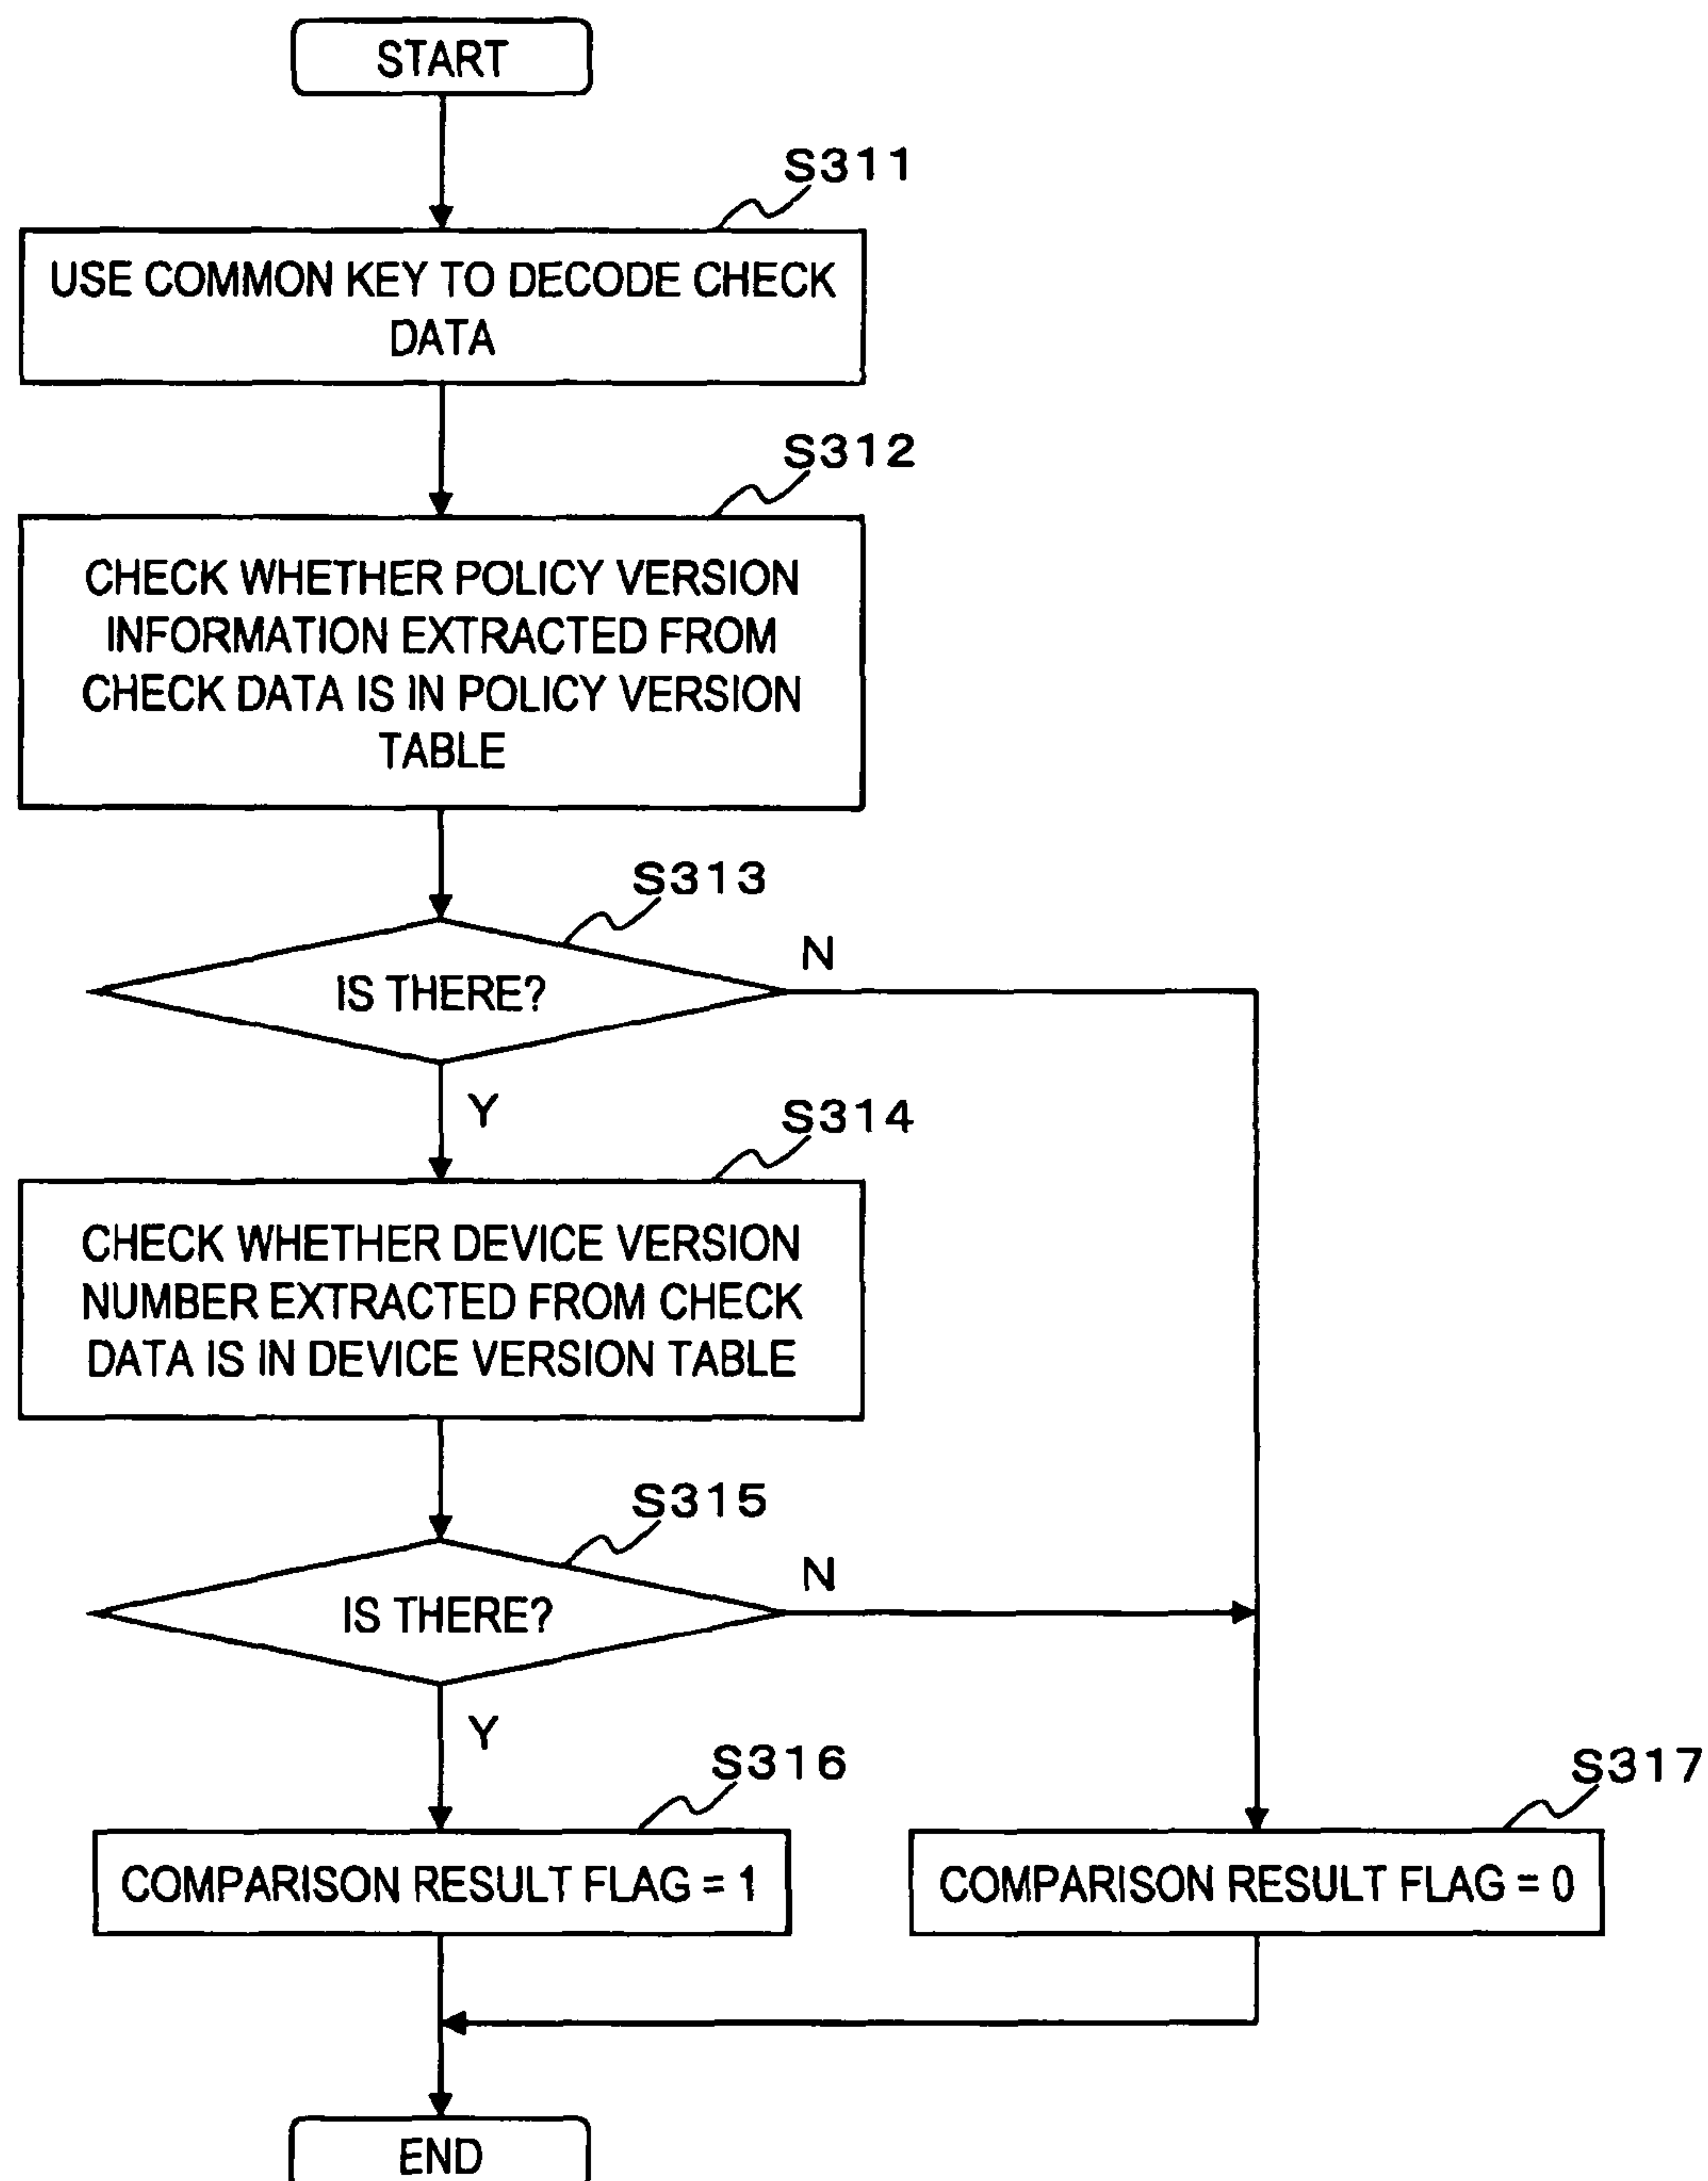 START
S311
USE COMMON KEY TO DECODE CHECK
DATA
S312
CHECK WHETHER POLICY VERSION
INFORMATION EXTRACTED FROM
CHECK DATA IS IN POLICY VERSION
TABLE
S313
N
IS THERE?
Y
S314
CHECK WHETHER DEVICE VERSION
NUMBER EXTRACTED FROM CHECK
DATA IS IN DEVICE VERSION TABLE
S315
N
IS THERE?
Y
S316
S317
COMPARISON RESULT FLAG = 1
COMPARISON RESULT FLAG = 0
END